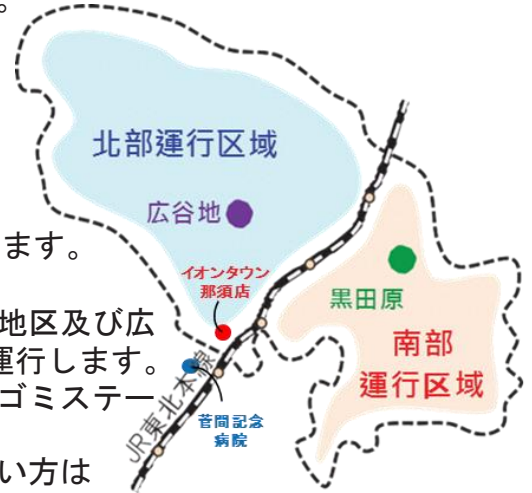 。
北部運行区域
広谷地
ます。
イオンタウン
那須店
地区及び広
運行します。
ゴミステー
い方は
黒田原
南部
運行区域
菅間記念
病院
JR東北本線